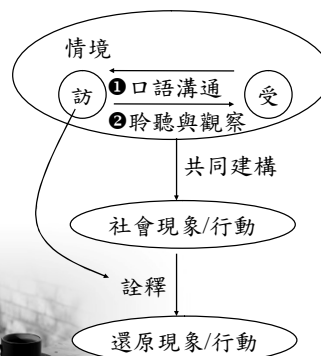 情境
訪
❶口語溝通
受
❷聆聽與觀察
共同建構
社會現象/行動
詮釋
還原現象/行動